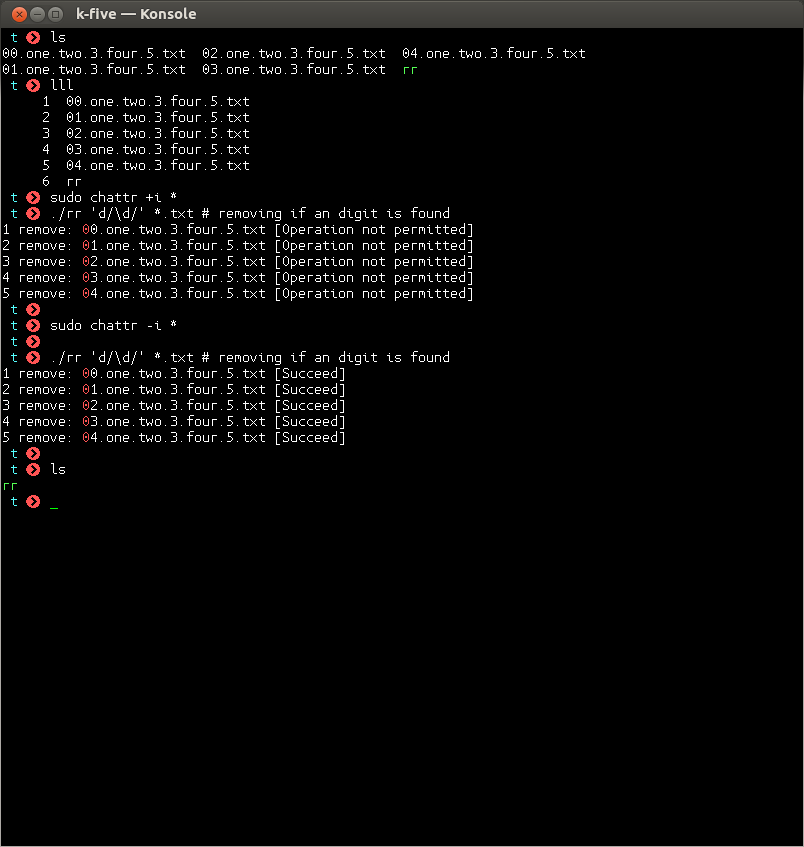 k-five — Konsole
t ls
00.one.two.3.four.5.txt  02.one.two.3.four.5.txt  04.one.two.3.four.5.txt
01.one.two.3.four.5.txt  03.one.two.3.four.5.txt  rr
t lll
1  00.one.two.3.four.5.txt
2  01.one.two.3.four.5.txt
3  02.one.two.3.four.5.txt
4  03.one.two.3.four.5.txt
5  04.one.two.3.four.5.txt
6  rr
t sudo chattr +i *
t ./rr 'd/\d/' *.txt # removing if an digit is found
1 remove: 00.one.two.3.four.5.txt [Operation not permitted]
2 remove: 01.one.two.3.four.5.txt [Operation not permitted]
3 remove: 02.one.two.3.four.5.txt [Operation not permitted]
4 remove: 03.one.two.3.four.5.txt [Operation not permitted]
5 remove: 04.one.two.3.four.5.txt [Operation not permitted]
t
t sudo chattr -i *
t
t ./rr 'd/\d/' *.txt # removing if an digit is found
1 remove: 00.one.two.3.four.5.txt [Succeed]
2 remove: 01.one.two.3.four.5.txt [Succeed]
3 remove: 02.one.two.3.four.5.txt [Succeed]
4 remove: 03.one.two.3.four.5.txt [Succeed]
5 remove: 04.one.two.3.four.5.txt [Succeed]
t
t ls
rr
t _